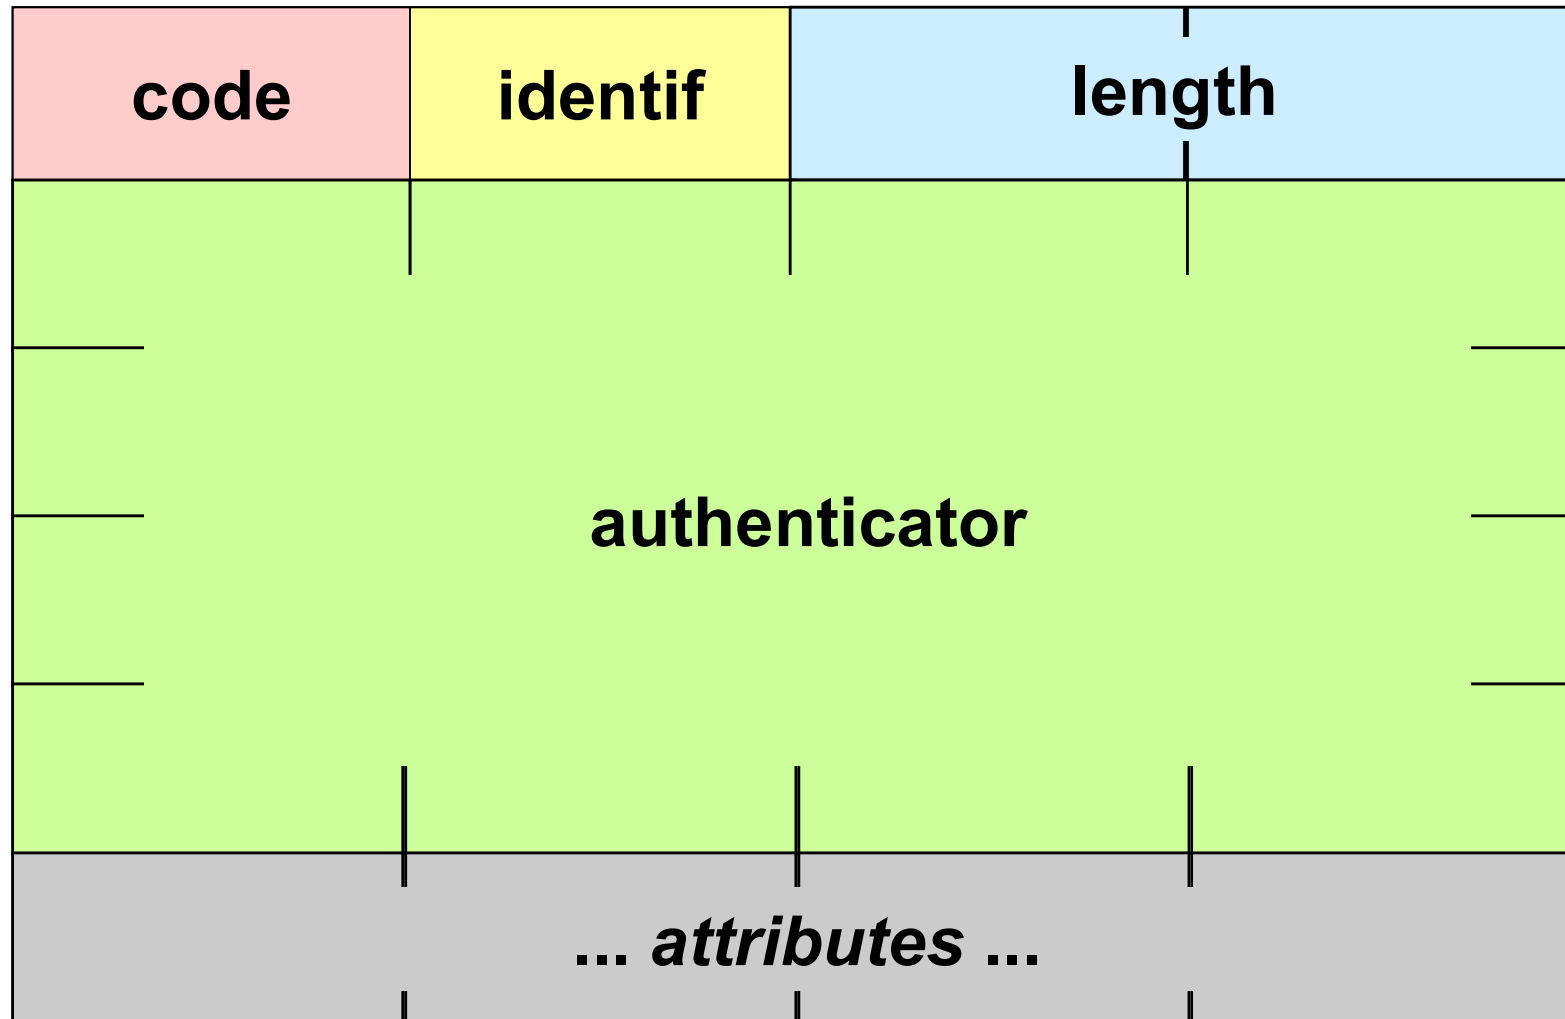 code identif length
authenticator
... attributes ...